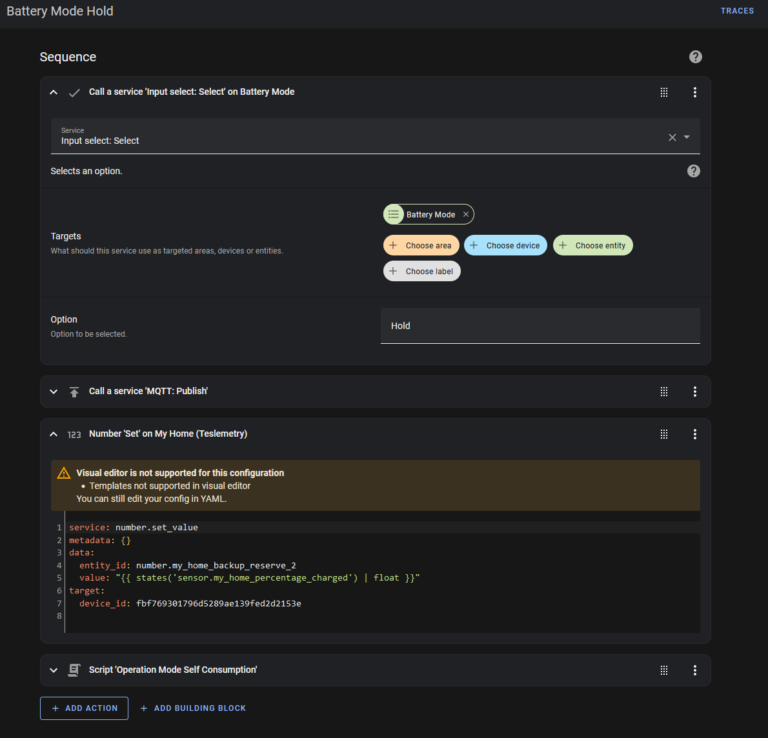 Battery Mode Hold
TRACES
Sequence
Call a service 'Input select: Select' on Battery Mode
Service
Input select: Select
Selects an option.
Targets
What should this service use as targeted areas, devices or entities.
Battery Mode
Choose area
Choose device
Choose entity
Choose label
Option
Option to be selected.
Hold
Call a service 'MQTT: Publish'
123 Number 'Set' on My Home (Teslemetry)
Visual editor is not supported for this configuration
• Templates not supported in visual editor
You can still edit your config in YAML.
1 service: number.set_value
2 metadata: {}
3 data:
4 entity_id: number.my_home_backup_reserve_2
5 value: "{{ states('sensor.my_home_percentage_charged') | float }}"
6 target:
7 device_id: fbf769301796d5289ae139fed2d2153e
8
Script 'Operation Mode Self Consumption'
+ ADD ACTION
+ ADD BUILDING BLOCK